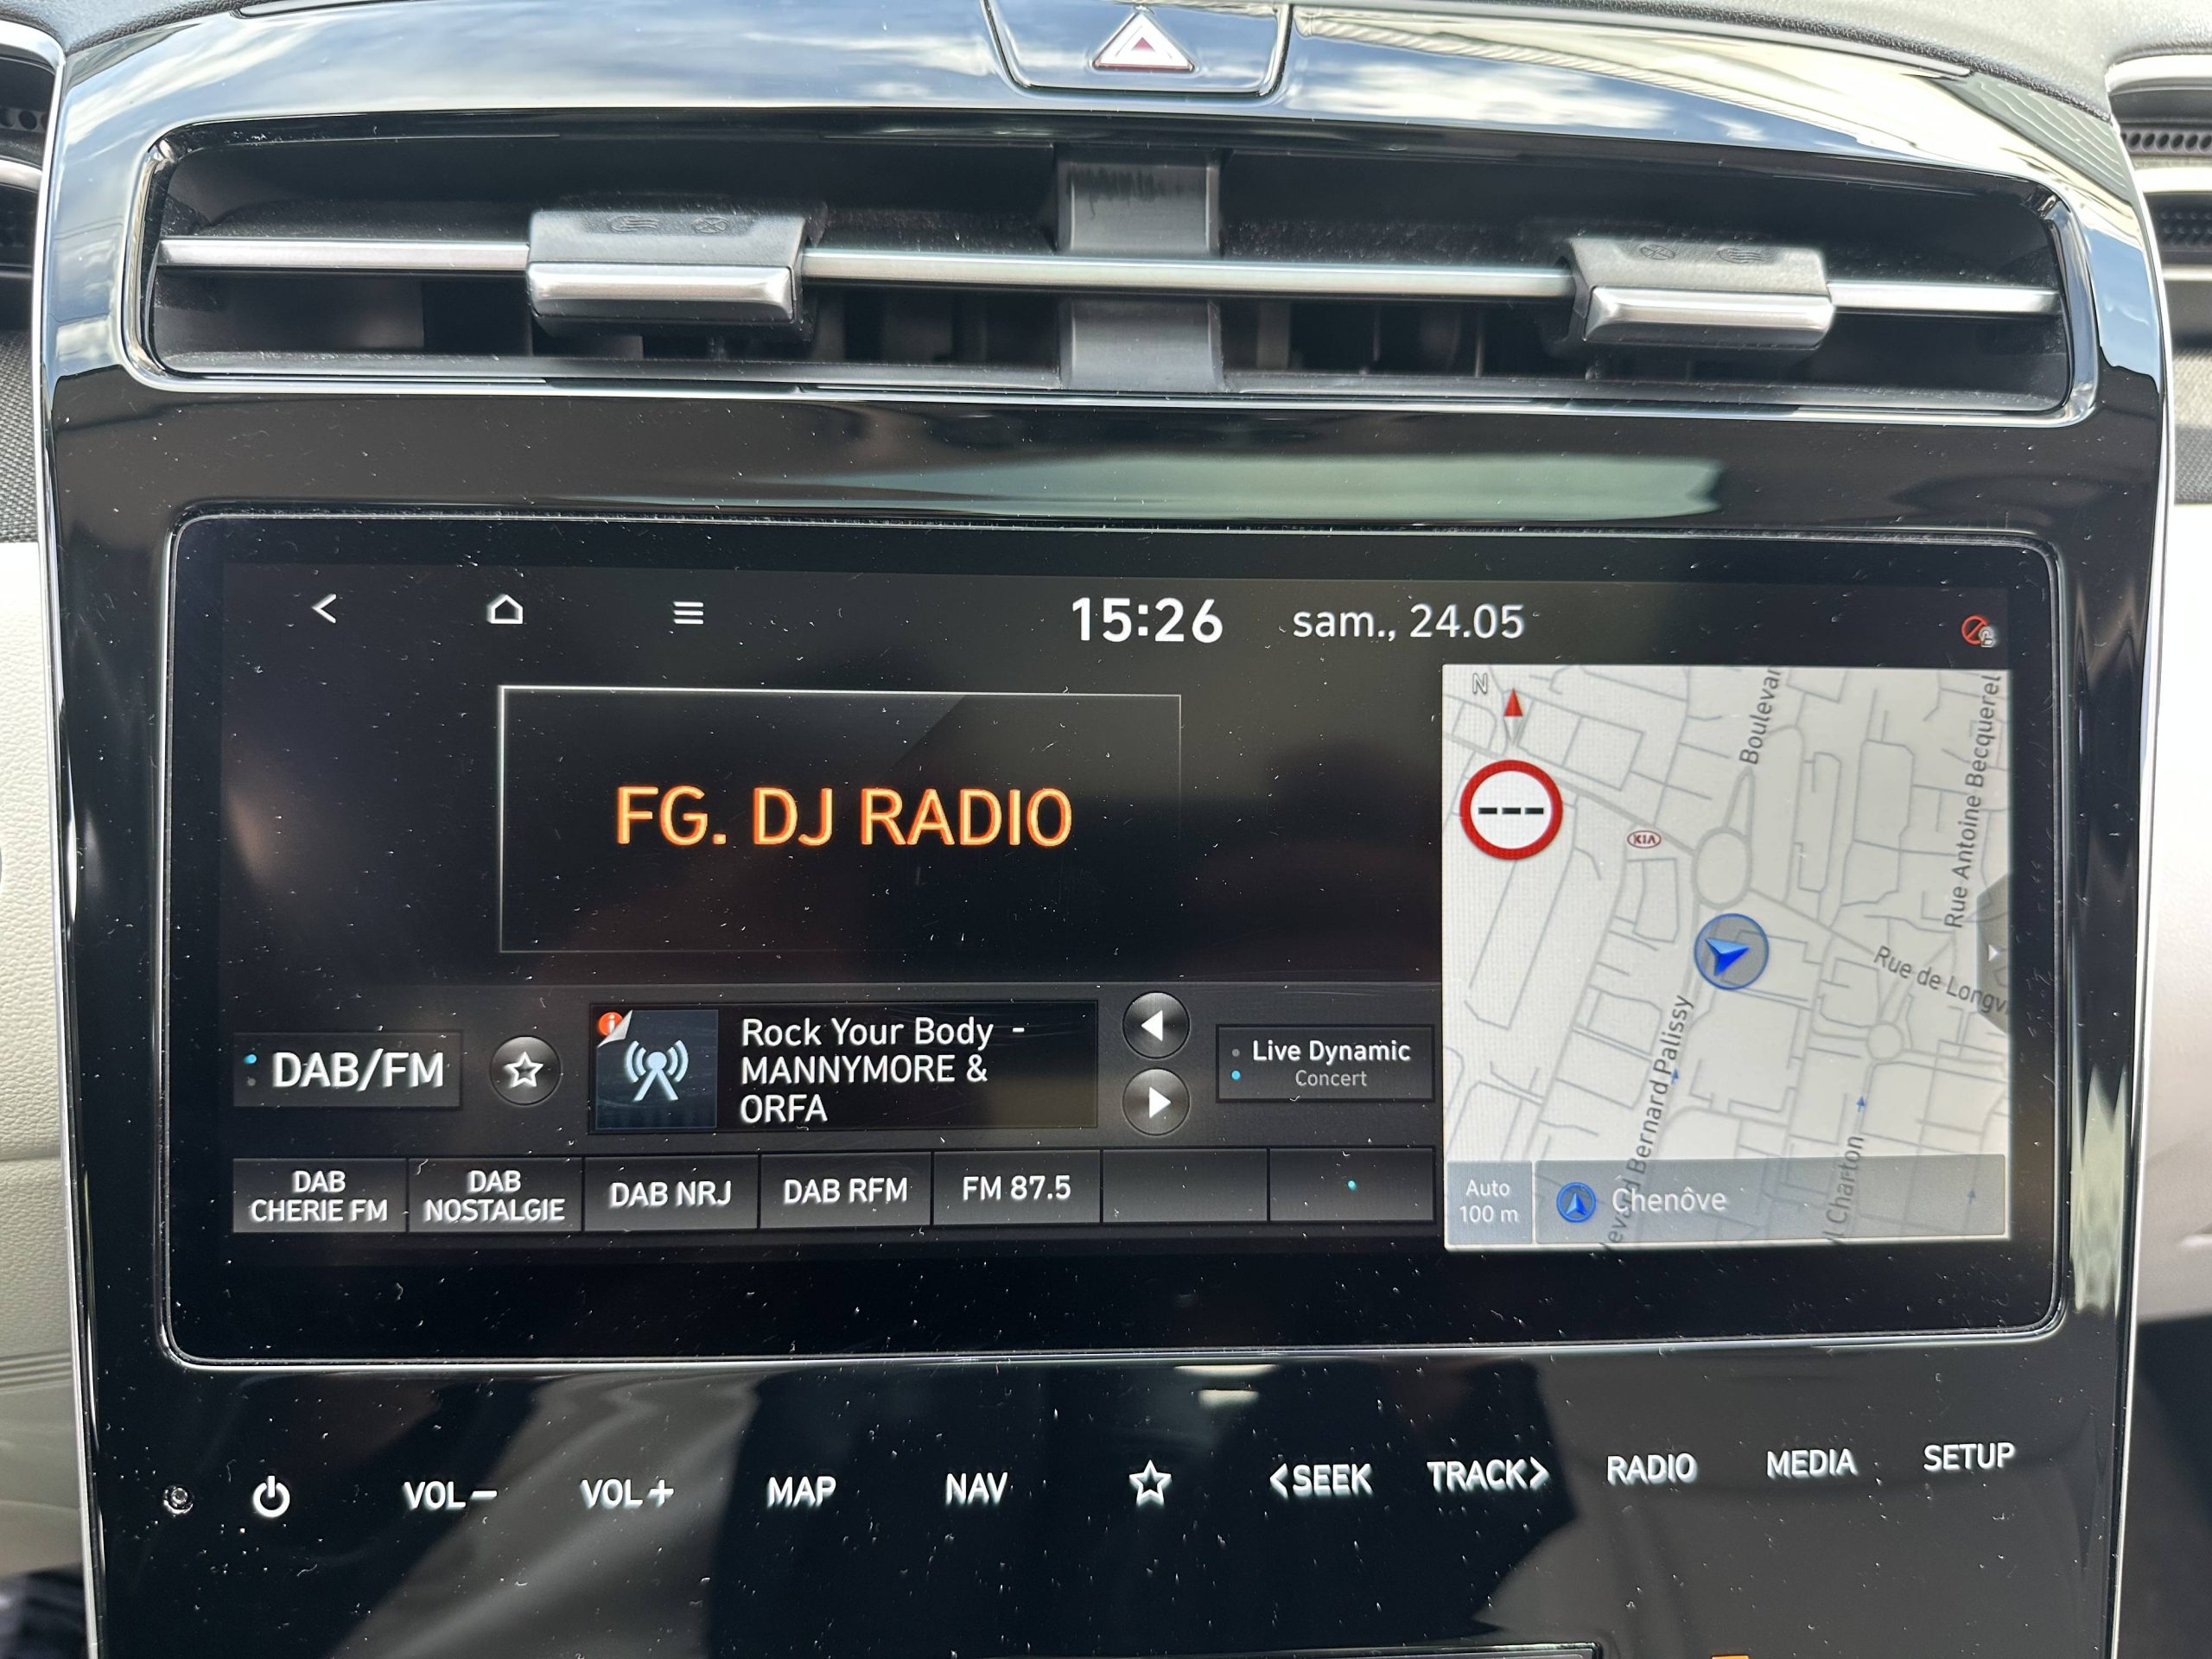 15:26 sam., 24.05
FG. DJ RADIO
DAB/FM
Rock Your Body -
MANNYMORE &
ORFA
Live Dynamic
Concert
DAB
CHERIE FM
DAB
NOSTALGIE
DAB NRJ
DAB RFM
FM 87.5
N
---
KIA
Boulevar
Rue Antoine Becquerel
Rue de Longv
levard Bernard Palissy
l Charton
Auto
100 m
Chenôve
VOL− VOL+ MAP NAV <SEEK TRACK> RADIO MEDIA SETUP